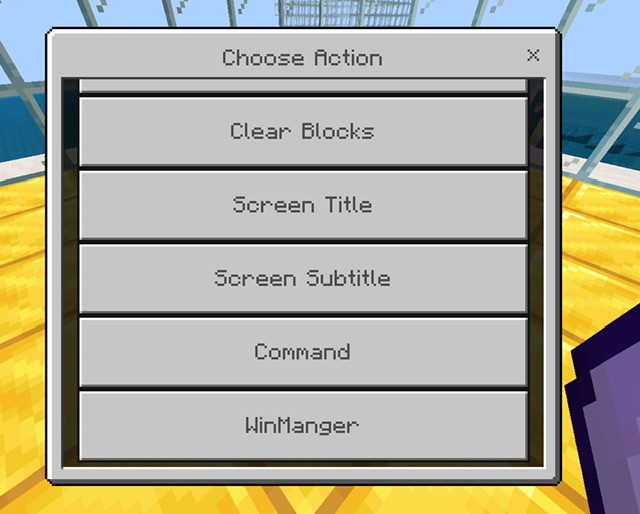 Choose Action
Clear Blocks
Screen Title
Screen Subtitle
Command
WinManger